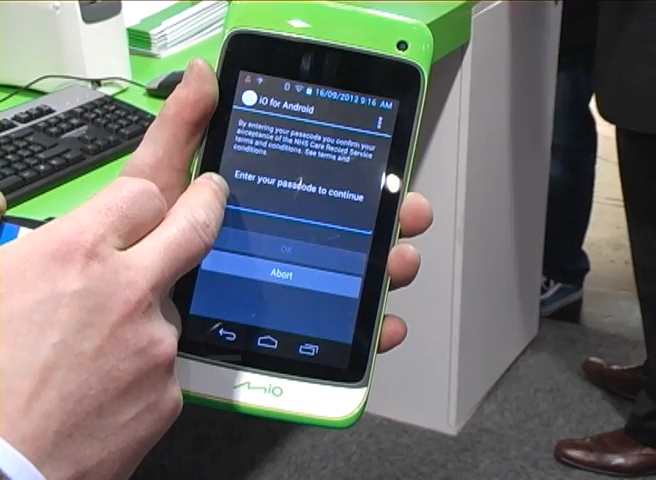 16/09/2013 9:16 AM
iO for Android
By entering your passcode you confirm your
acceptance of the NHS Care Record Service
terms and conditions. See terms and
conditions.
Enter your passcode to continue
OK
Abort
Mio